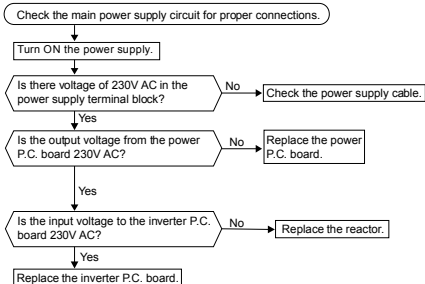 Check the main power supply circuit for proper connections.
Turn ON the power supply.
Is there voltage of 230V AC in the
power supply terminal block?
No
Check the power supply cable.
Yes
Is the output voltage from the power
P.C. board 230V AC?
No
Replace the power
P.C. board.
Yes
Is the input voltage to the inverter P.C.
board 230V AC?
No
Replace the reactor.
Yes
Replace the inverter P.C. board.